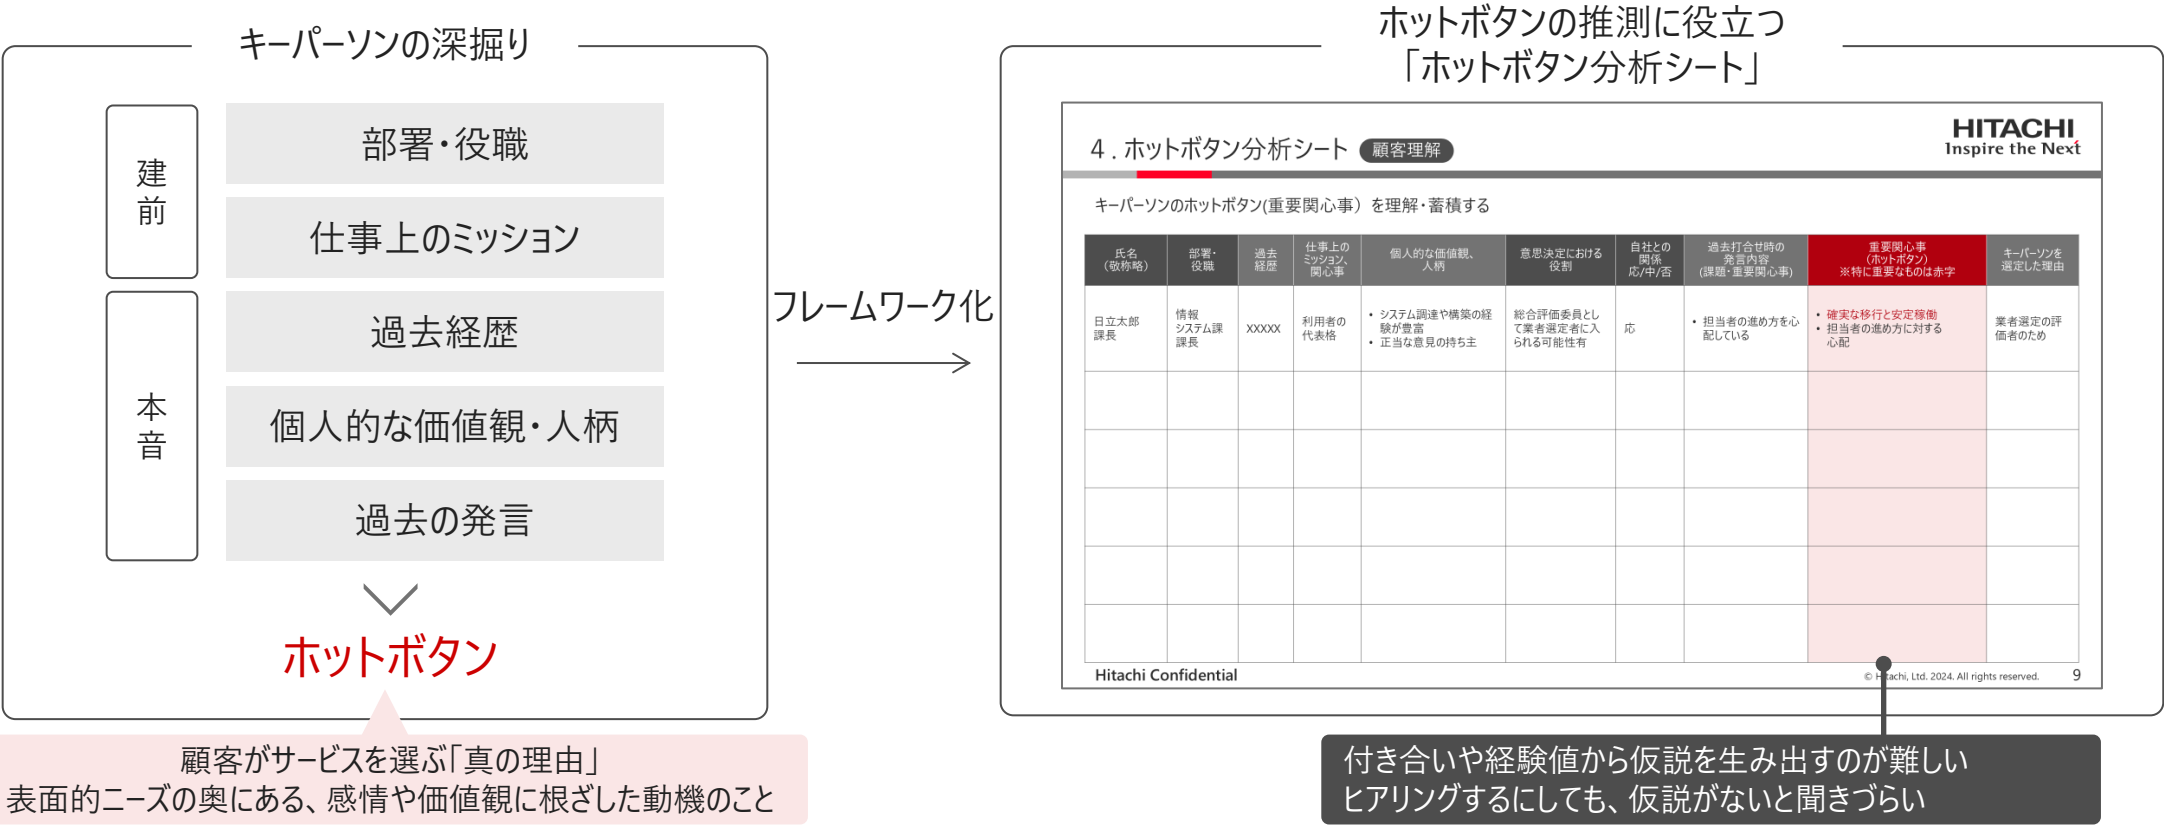 キーパーソンの深掘り
建前
部署・役職
仕事上のミッション
本音
過去経歴
個人的な価値観・人柄
過去の発言
ホットボタン
顧客がサービスを選ぶ「真の理由」
表面的ニーズの奥にある、感情や価値観に根ざした動機のこと
フレームワーク化
ホットボタンの推測に役立つ
「ホットボタン分析シート」
4．ホットボタン分析シート 顧客理解
HITACHI
Inspire the Next
キーパーソンのホットボタン(重要関心事）を理解・蓄積する
氏名
（敬称略）
部署・
役職
過去
経歴
仕事上の
ミッション、
関心事
個人的な価値観、
人柄
意思決定における
役割
自社との
関係
応/中/否
過去打合せ時の
発言内容
(課題・重要関心事)
重要関心事
（ホットボタン）
※特に重要なものは赤字
キーパーソンを
選定した理由
日立太郎
課長
情報
システム課
課長
XXXXX
利用者の
代表格
• システム調達や構築の経
験が豊富
• 正当な意見の持ち主
総合評価委員とし
て業者選定者に入
られる可能性有
応
• 担当者の進め方を心
配している
• 確実な移行と安定稼働
• 担当者の進め方に対する
心配
業者選定の評
価者のため
Hitachi Confidential
© Hitachi, Ltd. 2024. All rights reserved.
9
付き合いや経験値から仮説を生み出すのが難しい
ヒアリングするにしても、仮説がないと聞きづらい